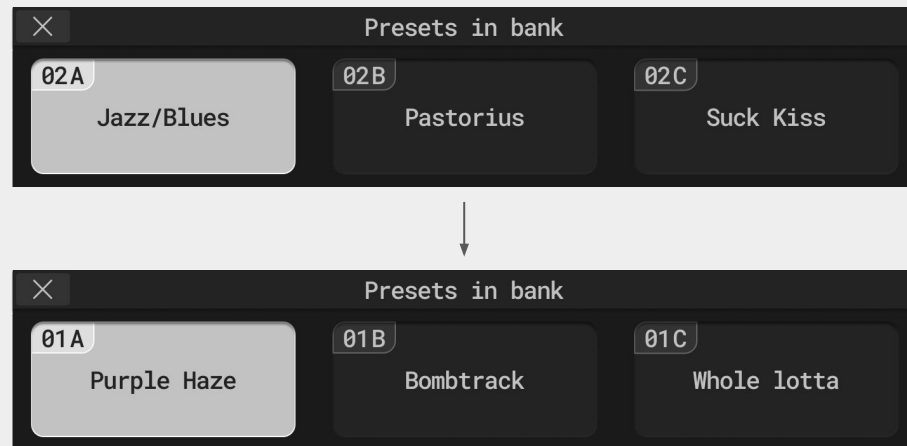 Presets in bank
02A
02B
02C
Jazz/Blues
Pastorius
Suck Kiss
Presets in bank
01A
01B
01C
Purple Haze
Bombtrack
Whole lotta